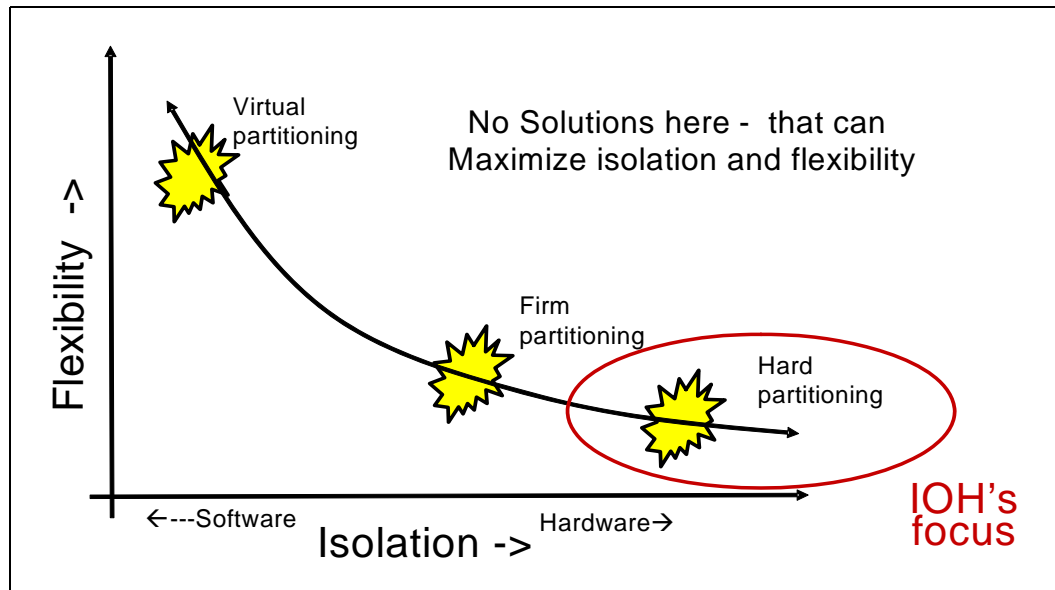 Virtual
partitioning
No Solutions here -  that can
Maximize isolation and flexibility
Flexibility  ->
Firm
partitioning
Hard
partitioning
IOH's
focus
←---Software
Hardware→
Isolation ->